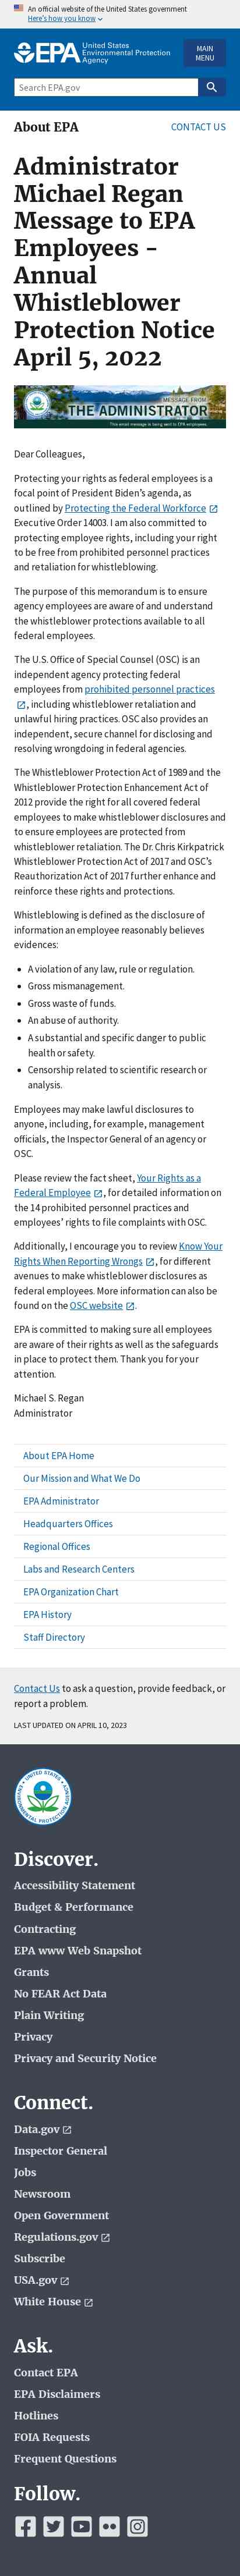 An official website of the United States government
Here's how you know
EPA
United States
Environmental Protection
Agency
MAIN
MENU
Search EPA.gov
About EPA
CONTACT US
Administrator
Michael Regan
Message to EPA
Employees -
Annual
Whistleblower
Protection Notice
April 5, 2022
MESSAGE FROM
THE ADMINISTRATOR
This email message is being sent to EPA employees.
Dear Colleagues,
Protecting your rights as federal employees is a
focal point of President Biden's agenda, as
outlined by Protecting the Federal Workforce,
Executive Order 14003. I am also committed to
protecting employee rights, including your right
to be free from prohibited personnel practices
and retaliation for whistleblowing.
The purpose of this memorandum is to ensure
agency employees are aware of and understand
the whistleblower protections available to all
federal employees.
The U.S. Office of Special Counsel (OSC) is an
independent agency that protects federal
employees from prohibited personnel practices
, including whistleblower retaliation and
unlawful hiring practices. OSC also provides an
independent, secure channel for disclosing and
resolving wrongdoing in federal agencies.
The Whistleblower Protection Act of 1989 and the
Whistleblower Protection Enhancement Act of
2012 provide the right for all covered federal
employees to make whistleblower disclosures and
to ensure employees are protected from
whistleblower retaliation. The Dr. Chris Kirkpatrick
Whistleblower Protection Act of 2017 and OSC's
Reauthorization Act of 2017 further enhance and
reinforce these rights and protections.
Whistleblowing is defined as the disclosure of
information that an employee reasonably believes
evidences:
• A violation of any law, rule or regulation.
• Gross mismanagement.
• Gross waste of funds.
• An abuse of authority.
• A substantial and specific danger to public
health or safety.
• Censorship related to scientific research or
analysis.
Employees may make lawful disclosures to
anyone, including, for example, management
officials, the Inspector General of an agency or
OSC.
Please review the fact sheet, Your Rights as a
Federal Employee, for detailed information on
the 14 prohibited personnel practices and
employees' rights to file complaints with OSC.
Additionally, I encourage you to review Know Your
Rights When Reporting Wrongs, for different
avenues to make whistleblower disclosures as
federal employees. More information can also be
found on the OSC website.
EPA is committed to making sure all employees
are aware of their rights as well as the safeguards
that are in place to protect them. Thank you for
your attention.
Michael S. Regan
Administrator
About EPA Home
Our Mission and What We Do
EPA Administrator
Headquarters Offices
Regional Offices
Labs and Research Centers
EPA Organization Chart
EPA History
Staff Directory
Contact Us to ask a question, provide feedback, or
report a problem.
LAST UPDATED ON APRIL 10, 2023
UNITED STATES
ENVIRONMENTAL PROTECTION AGENCY
Discover.
Accessibility Statement
Budget & Performance
Contracting
EPA www Web Snapshot
Grants
No FEAR Act Data
Plain Writing
Privacy
Privacy and Security Notice
Connect.
Data.gov
Inspector General
Jobs
Newsroom
Open Government
Regulations.gov
Subscribe
USA.gov
White House
Ask.
Contact EPA
EPA Disclaimers
Hotlines
FOIA Requests
Frequent Questions
Follow.